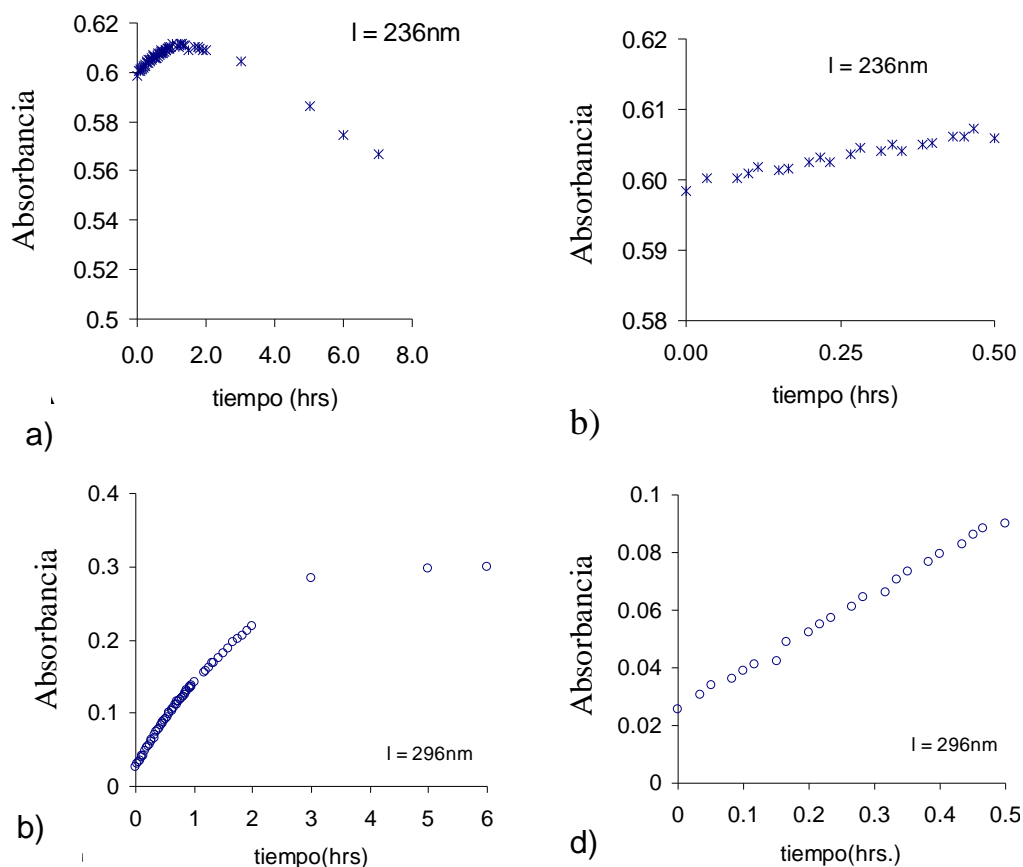 0.62
0.6
0.58
0.56
0.54
0.52
0.5
Absorbancia
l = 236nm
0.0 2.0 4.0 6.0 8.0
tiempo (hrs)
a)
0.62
0.61
0.60
0.59
0.58
Absorbancia
l = 236nm
0.00 0.25 0.50
tiempo (hrs)
b)
0.4
0.3
0.2
0.1
0
Absorbancia
l = 296nm
0 1 2 3 4 5 6
tiempo(hrs)
b)
0.1
0.08
0.06
0.04
0.02
0
Absorbancia
l = 296nm
0 0.1 0.2 0.3 0.4 0.5
tiempo(hrs.)
d)